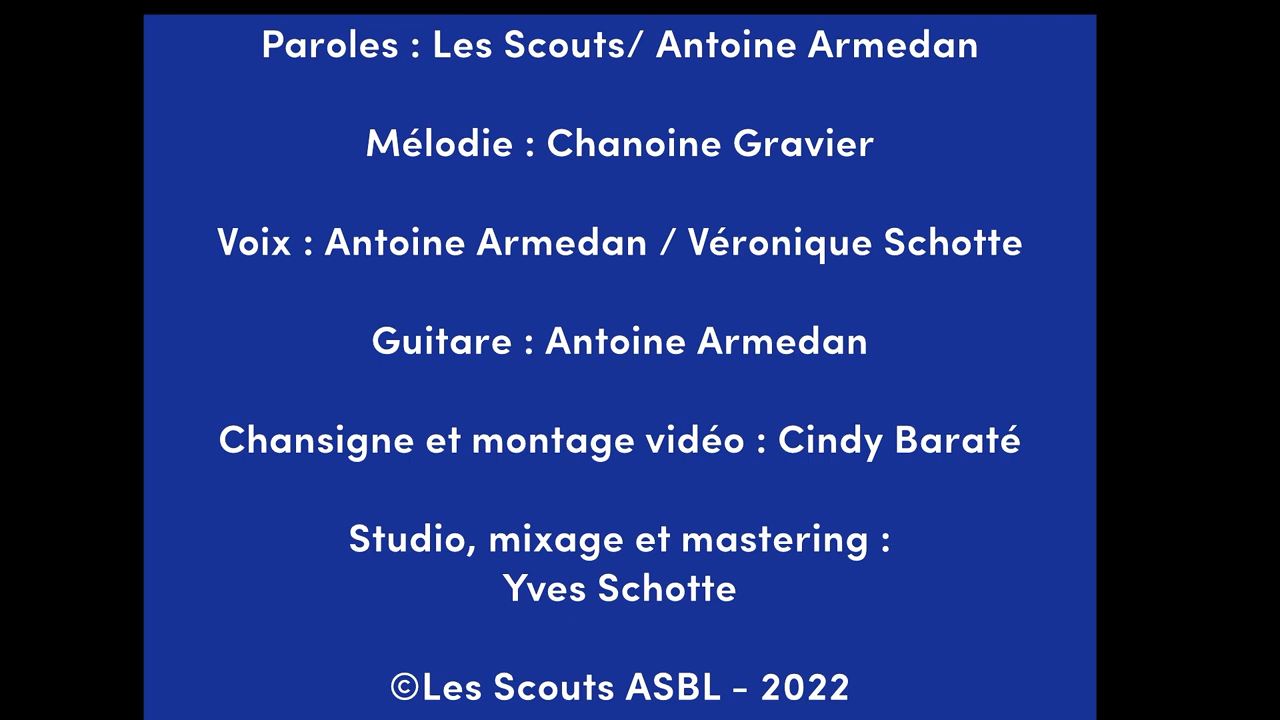 Paroles : Les Scouts/ Antoine Armedan
Mélodie : Chanoine Gravier
Voix : Antoine Armedan / Véronique Schotte
Guitare : Antoine Armedan
Chansigne et montage vidéo : Cindy Baraté
Studio, mixage et mastering :
Yves Schotte
©Les Scouts ASBL - 2022